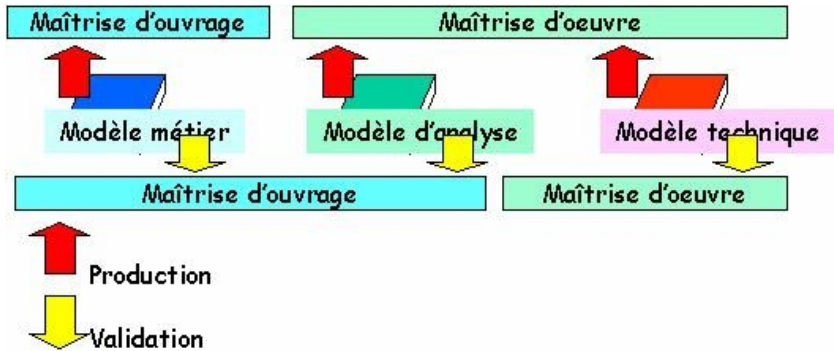 Maîtrise d'ouvrage
Maîtrise d'oeuvre
Modèle métier
Modèle d'analyse
Modèle technique
Maîtrise d'ouvrage
Maîtrise d'oeuvre
Production
Validation